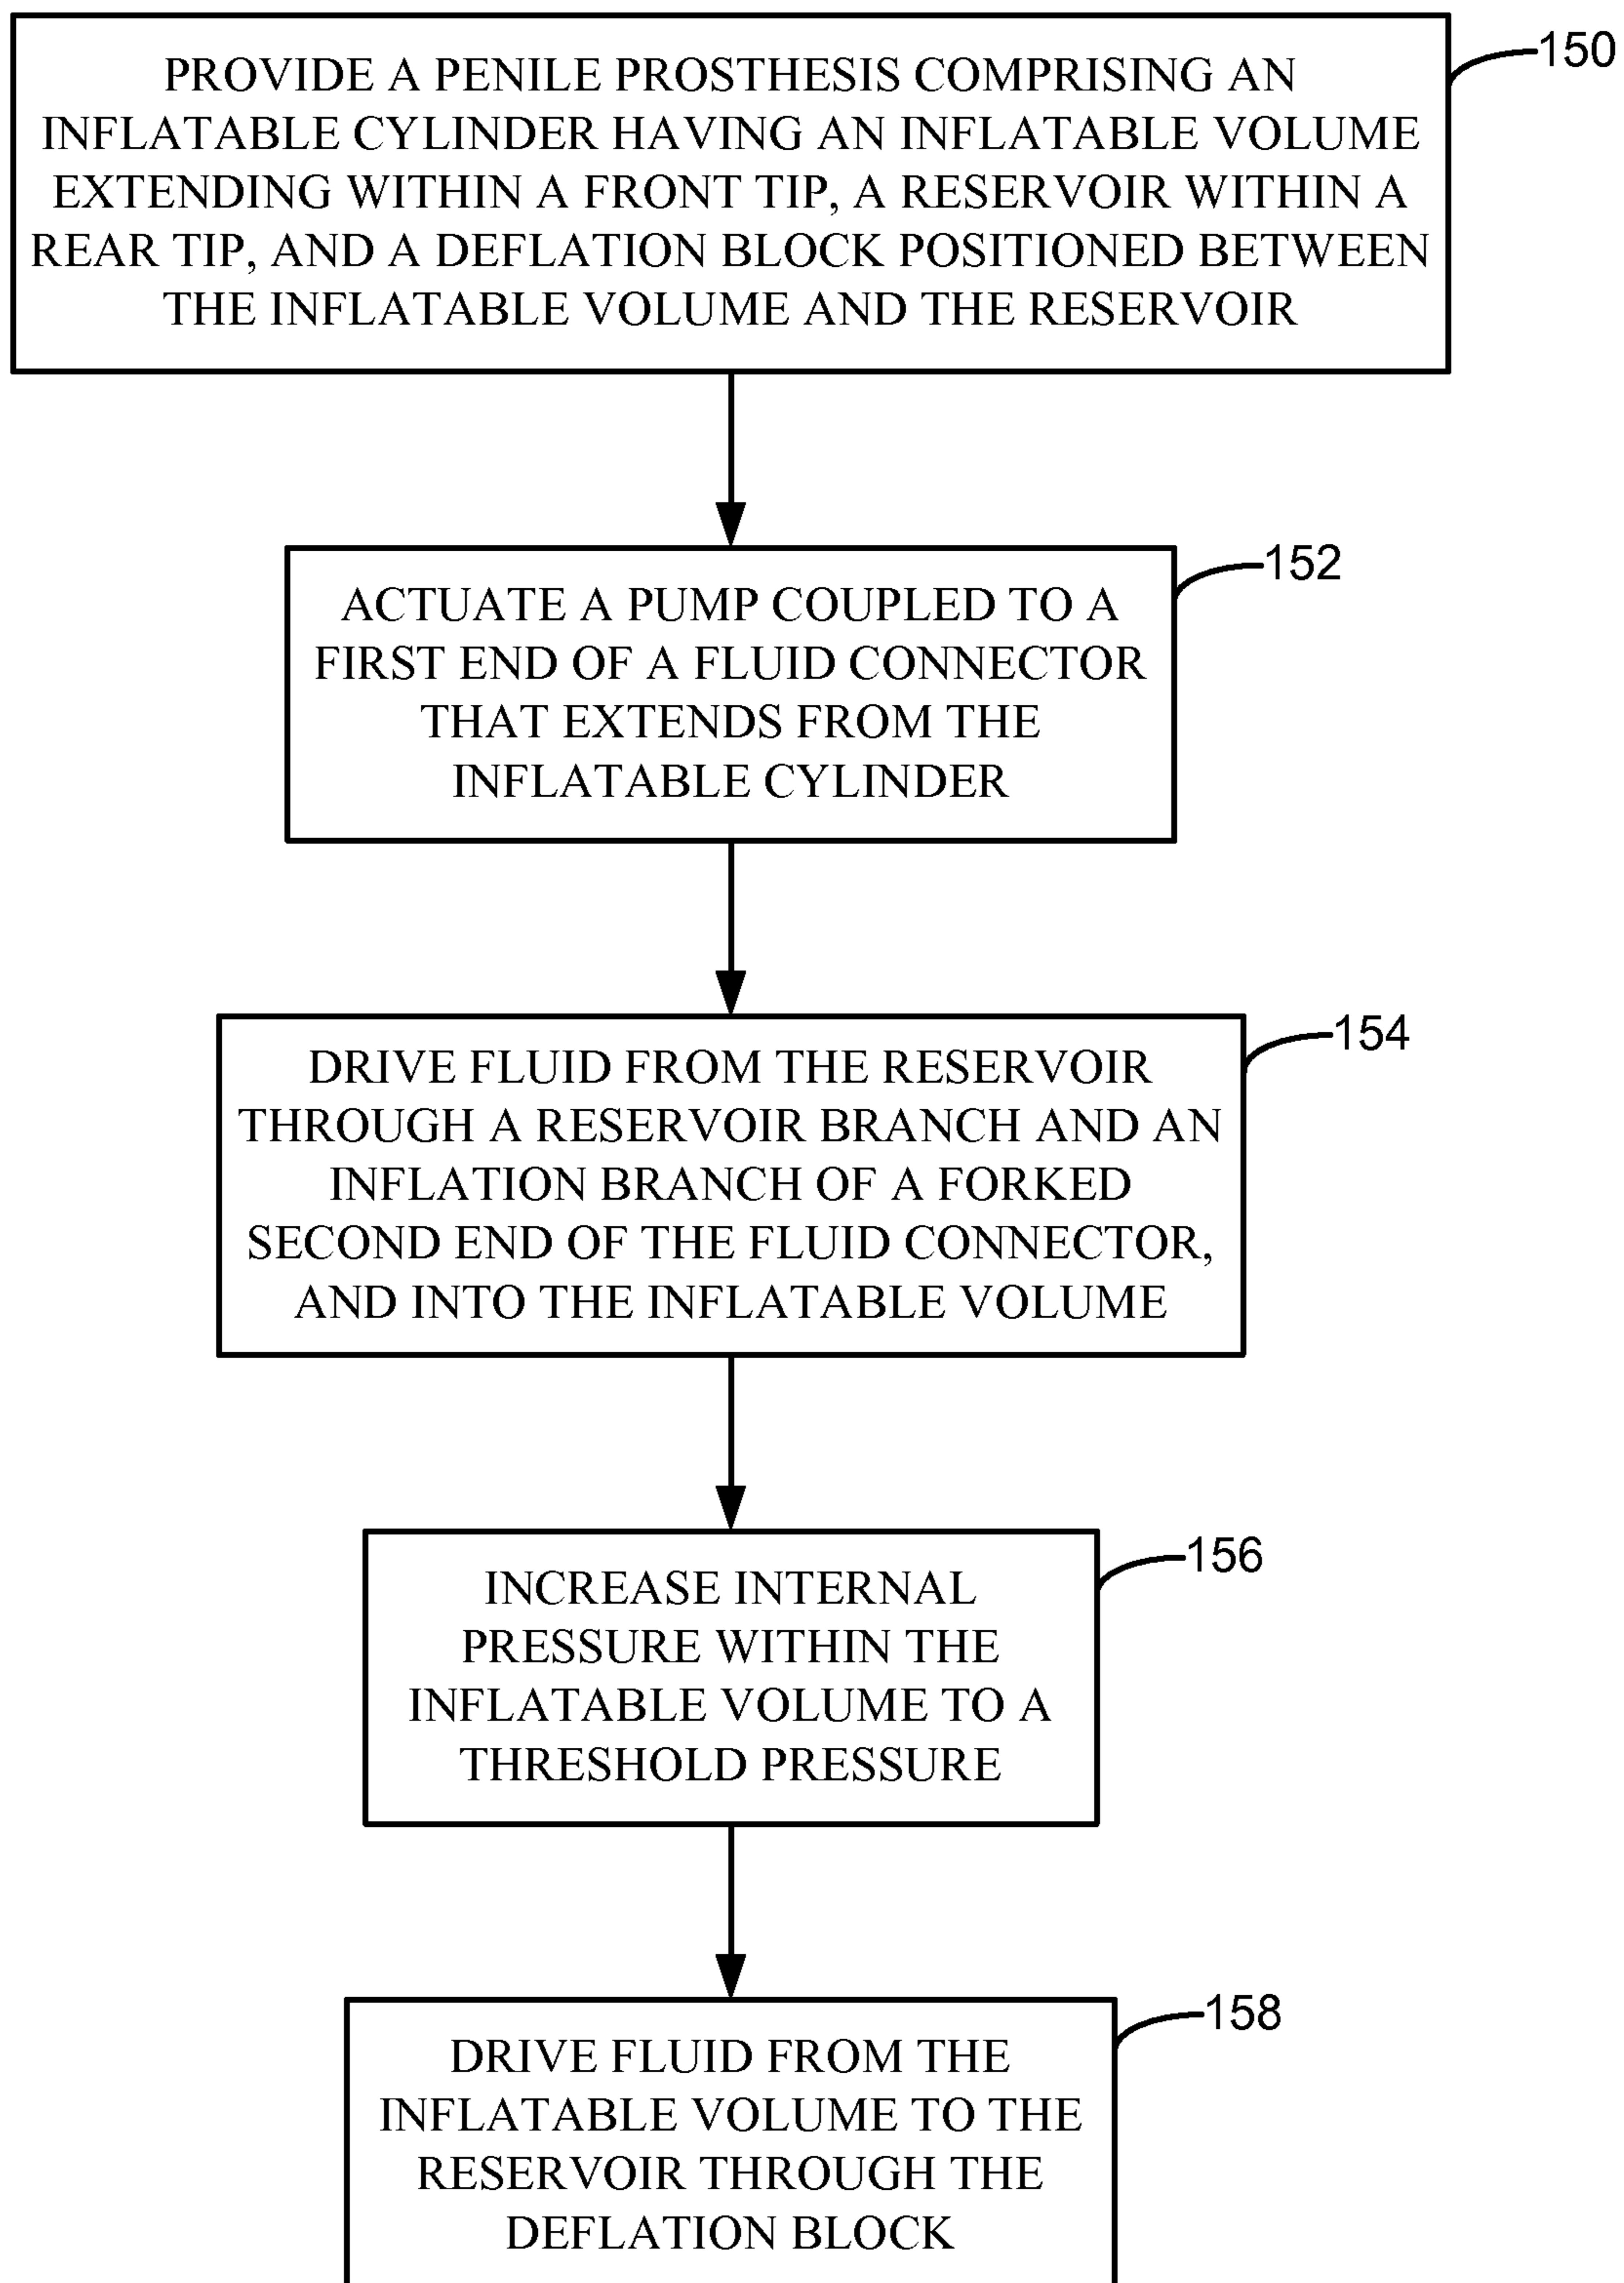 150
PROVIDE A PENILE PROSTHESIS COMPRISING AN
INFLATABLE CYLINDER HAVING AN INFLATABLE VOLUME
EXTENDING WITHIN A FRONT TIP, A RESERVOIR WITHIN A
REAR TIP, AND A DEFLATION BLOCK POSITIONED BETWEEN
THE INFLATABLE VOLUME AND THE RESERVOIR
152
ACTUATE A PUMP COUPLED TO A
FIRST END OF A FLUID CONNECTOR
THAT EXTENDS FROM THE
INFLATABLE CYLINDER
154
DRIVE FLUID FROM THE RESERVOIR
THROUGH A RESERVOIR BRANCH AND AN
INFLATION BRANCH OF A FORKED
SECOND END OF THE FLUID CONNECTOR,
AND INTO THE INFLATABLE VOLUME
156
INCREASE INTERNAL
PRESSURE WITHIN THE
INFLATABLE VOLUME TO A
THRESHOLD PRESSURE
158
DRIVE FLUID FROM THE
INFLATABLE VOLUME TO THE
RESERVOIR THROUGH THE
DEFLATION BLOCK